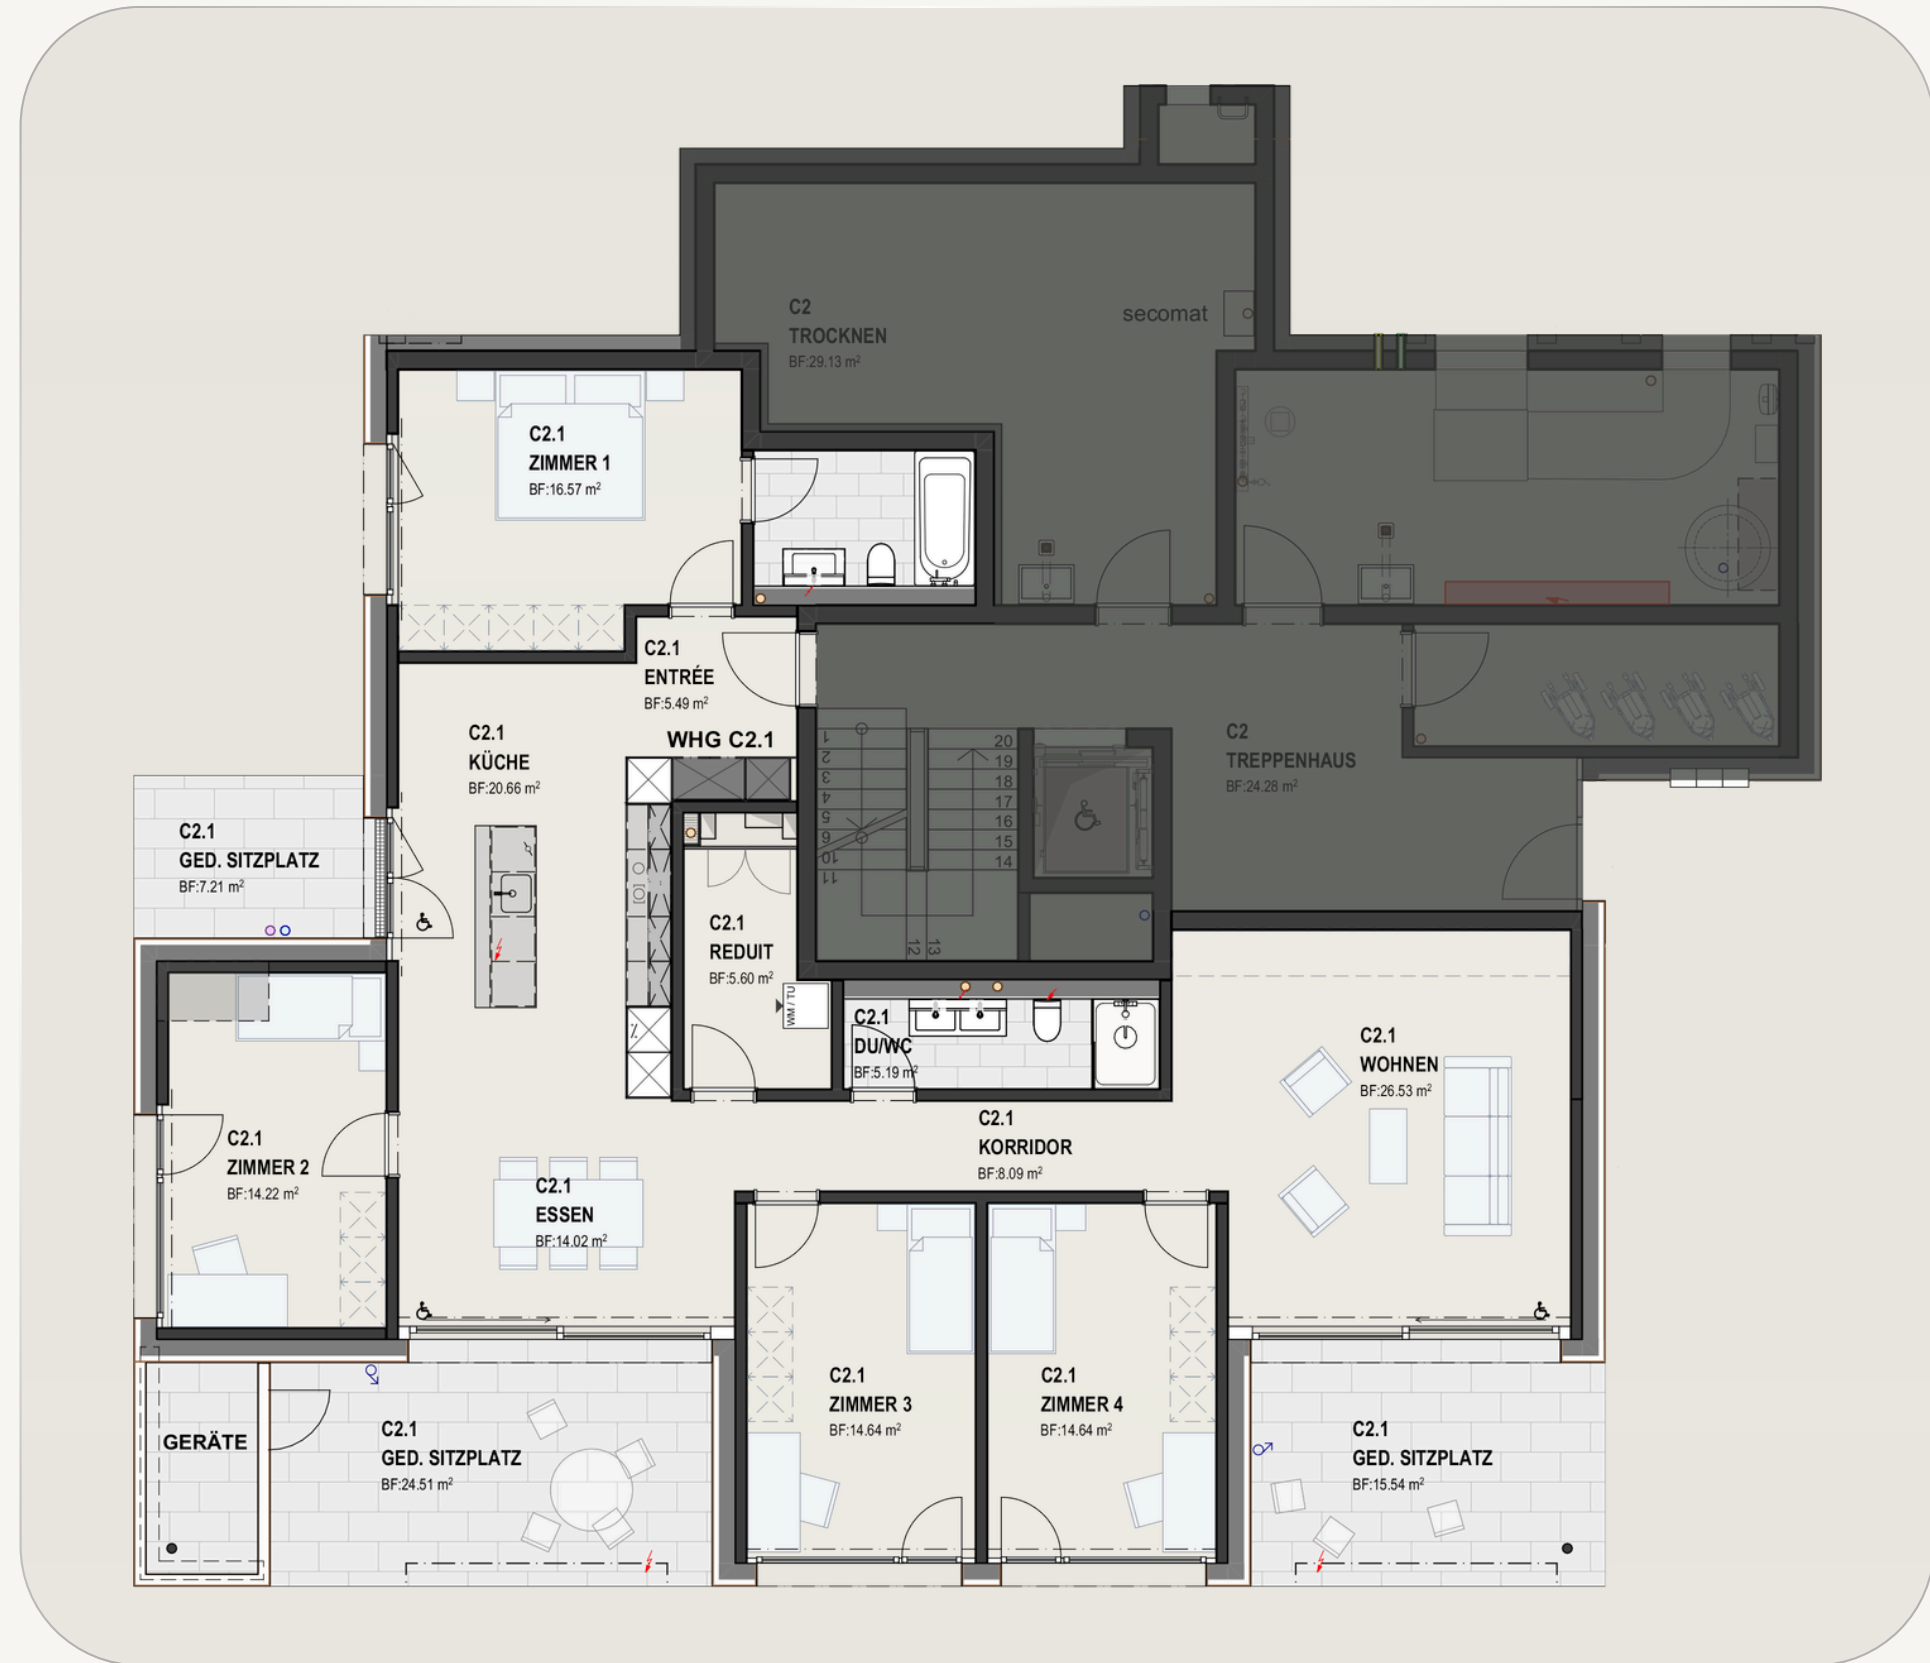 C2
TROCKNEN
BF:29.13 m²
secomat
C2.1
ZIMMER 1
BF:16.57 m²
C2.1
ENTRÉE
BF:5.49 m²
WHG C2.1
C2.1
KÜCHE
BF:20.66 m²
C2
TREPPENHAUS
BF:24.28 m²
1
2
3
4
5
6
10
11
12
13
20
19
18
17
16
15
14
C2.1
GED. SITZPLATZ
BF:7.21 m²
C2.1
REDUIT
BF:5.60 m²
WM / TU
C2.1
DU/WC
BF:5.19 m²
C2.1
WOHNEN
BF:26.53 m²
C2.1
ZIMMER 2
BF:14.22 m²
C2.1
KORRIDOR
BF:8.09 m²
C2.1
ESSEN
BF:14.02 m²
C2.1
ZIMMER 3
BF:14.64 m²
C2.1
ZIMMER 4
BF:14.64 m²
GERÄTE
C2.1
GED. SITZPLATZ
BF:24.51 m²
C2.1
GED. SITZPLATZ
BF:15.54 m²